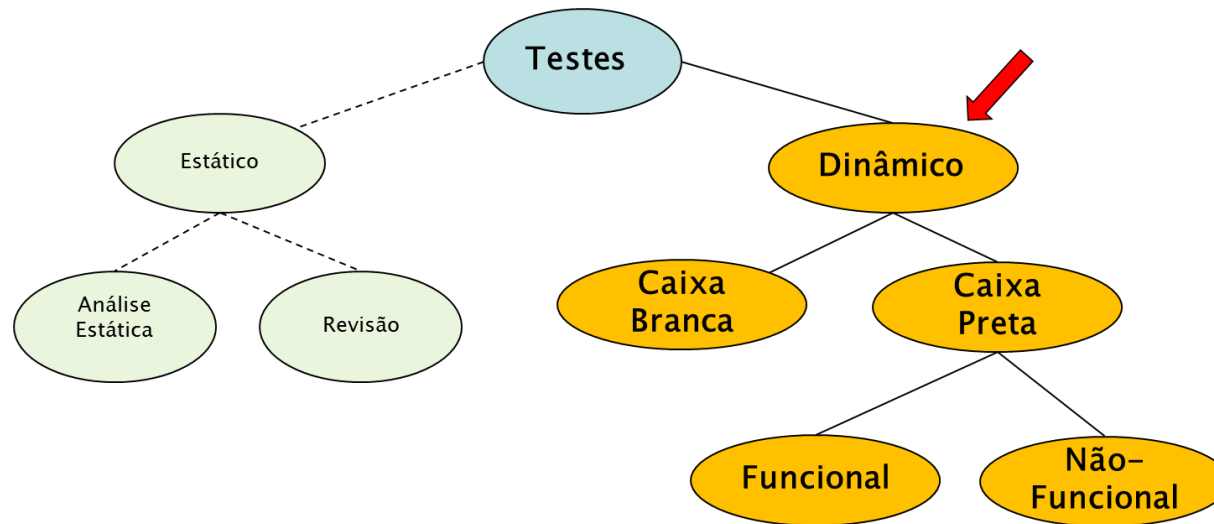 Testes
Estático
Dinâmico
Análise
Estática
Revisão
Caixa
Branca
Caixa
Preta
Funcional
Não-
Funcional